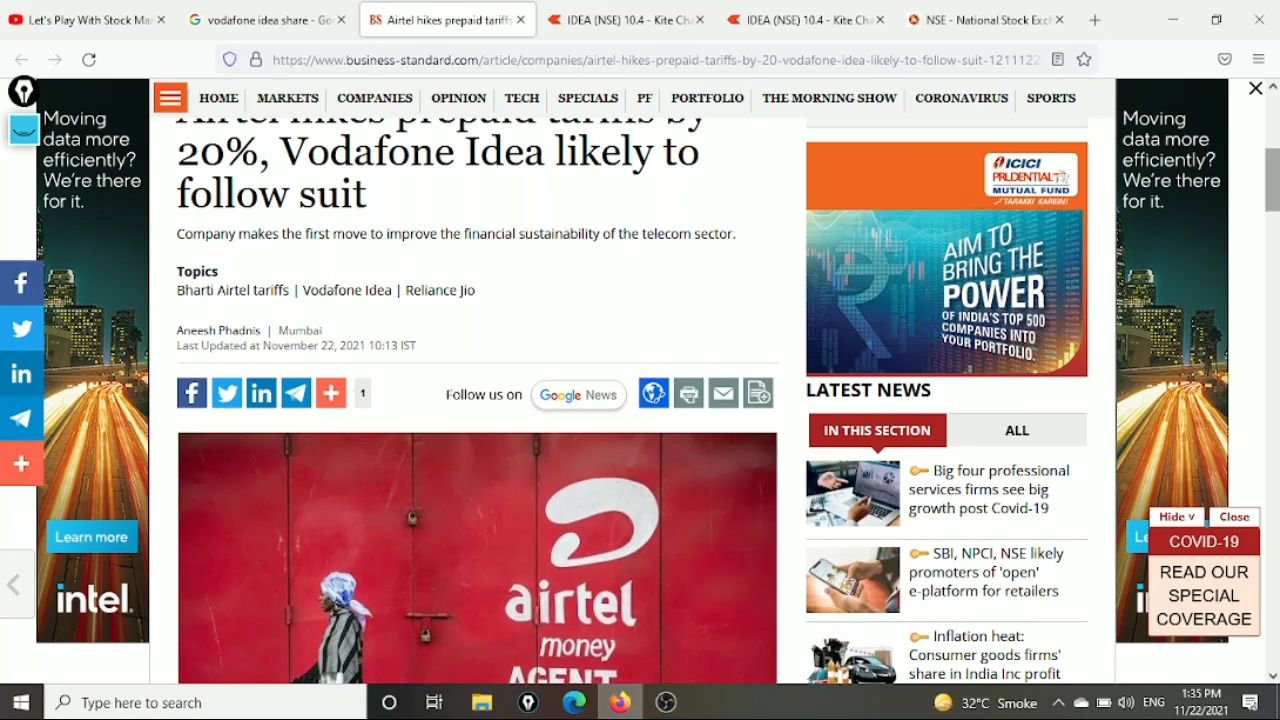 Let's Play With Stock Mar
vodafone idea share - Go
BS Airtel hikes prepaid tariffs
IDEA (NSE) 10.4 - Kite Ch
IDEA (NSE) 10.4 - Kite Ch
NSE - National Stock Exc
https://www.business-standard.com/article/companies/airtel-hikes-prepaid-tariffs-by-20-vodafone-idea-likely-to-follow-suit-1211122
HOME
MARKETS
COMPANIES
OPINION
TECH
SPECIALS
PF
PORTFOLIO
THE MORNING SHOW
CORONAVIRUS
SPORTS
Moving
data more
efficiently?
We're there
for it.
Learn more
intel.
Airtel hikes prepaid tariffs by
20%, Vodafone Idea likely to
follow suit
Company makes the first move to improve the financial sustainability of the telecom sector.
Topics
Bharti Airtel tariffs | Vodafone Idea | Reliance Jio
Aneesh Phadnis | Mumbai
Last Updated at November 22, 2021 10:13 IST
1
Follow us on
Google News
airtel
money
AGENT
ICICI
PRUDENTIAL
MUTUAL FUND
TARAKKI KAREIN!
AIM TO
BRING THE
POWER
OF INDIA'S TOP 500
COMPANIES INTO
YOUR PORTFOLIO.
LATEST NEWS
IN THIS SECTION
ALL
Big four professional
services firms see big
growth post Covid-19
SBI, NPCI, NSE likely
promoters of 'open'
e-platform for retailers
Inflation heat:
Consumer goods firms'
share in India Inc profit
Moving
data more
efficiently?
We're there
for it.
Le
Hide v
Close
COVID-19
READ OUR
SPECIAL
COVERAGE
Type here to search
32°C Smoke
ENG
1:35 PM
11/22/2021